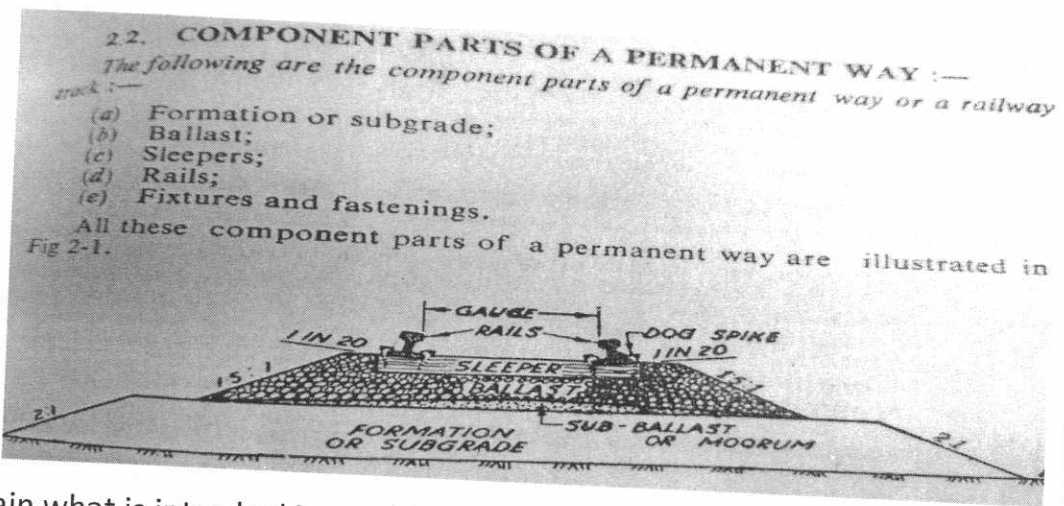 2.2. COMPONENT PARTS OF A PERMANENT WAY :—
The following are the component parts of a permanent way or a railway
track :—
(a) Formation or subgrade;
(b) Ballast;
(c) Sleepers;
(d) Rails;
(e) Fixtures and fastenings.
All these component parts of a permanent way are illustrated in
Fig 2-1.
GAUGE
RAILS
DOG SPIKE
1 IN 20
1 IN 20
SLEEPER
1.5:1
BALLAST
1.5:1
2:1
FORMATION
OR SUBGRADE
SUB-BALLAST
OR MOORUM
2:1
what is